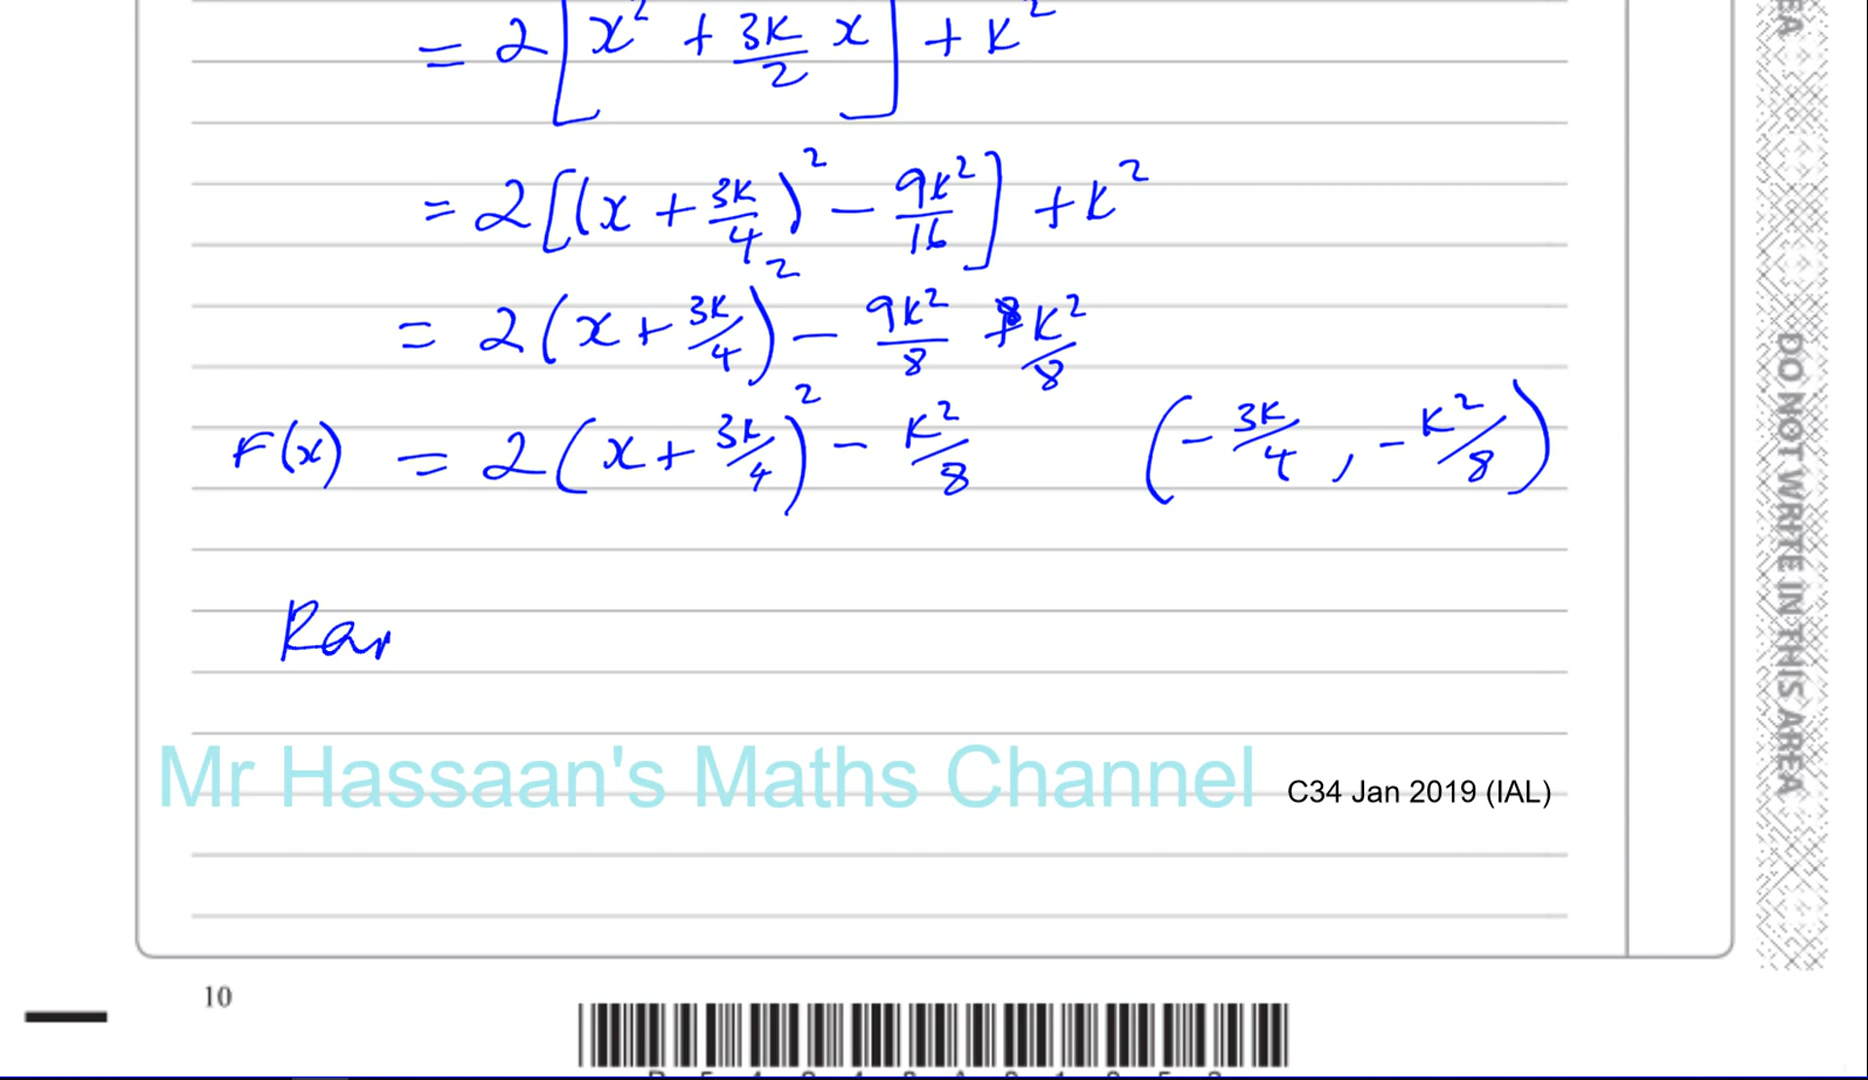 = 2[x² + 3k/2 x] + k²
= 2[(x + 3k/4)² - 9k²/16] + k²
= 2(x + 3k/4)² - 9k²/8 + 8k²/8
F(x) = 2(x + 3k/4)² - k²/8 (-3k/4, -k²/8)
Ran
Mr Hassaan's Maths Channel
C34 Jan 2019 (IAL)
10
DO NOT WRITE IN THIS AREA